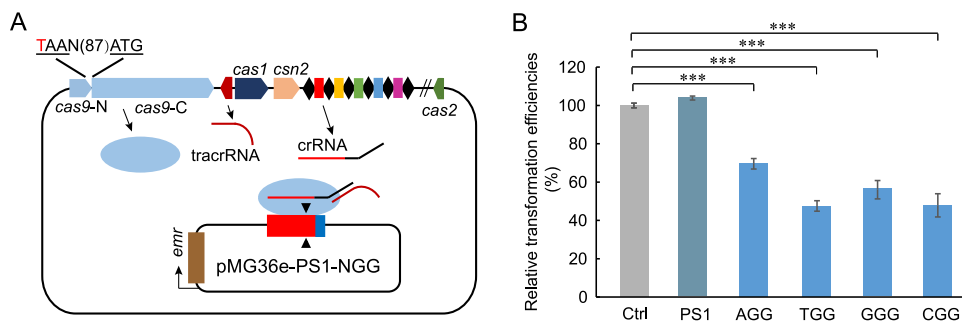 A
TAAN(87)ATG
cas1
csn2
cas9-N
cas9-C
cas2
tracrRNA
crRNA
emr
pMG36e-PS1-NGG
B
***
***
***
***
Relative transformation efficiencies
(%)
120
100
80
60
40
20
0
Ctrl
PS1
AGG
TGG
GGG
CGG